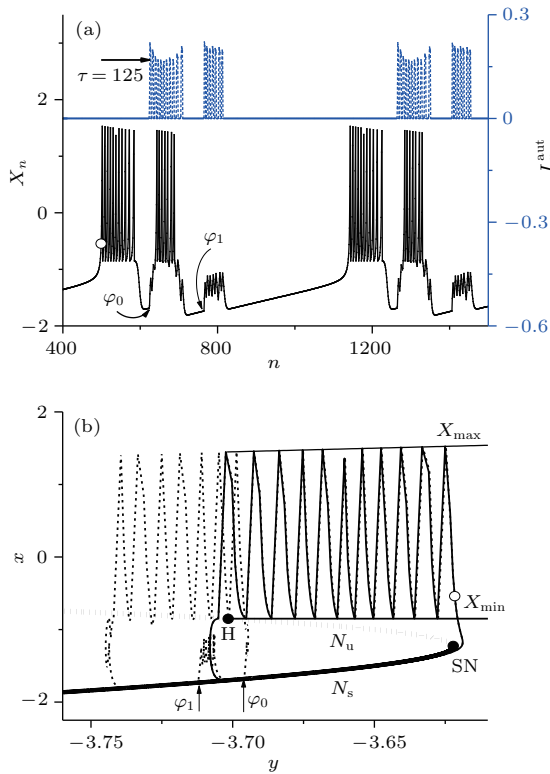 (a)
0.3
τ = 125
2
0
X_n
0
−0.3
I^aut
φ_1
φ_0
−2
−0.6
400
800
1200
n
(b)
2
X_max
x
0
X_min
H
N_u
SN
−2
φ_1
φ_0
N_s
−3.75
−3.70
−3.65
y